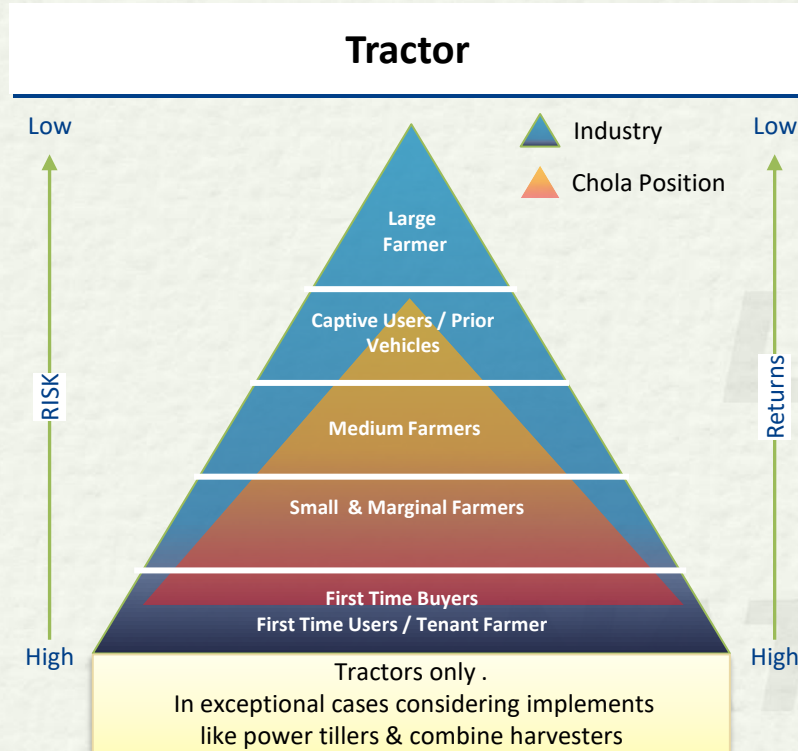 Tractor
Low
Industry
Low
Chola Position
Large
Farmer
Captive Users / Prior
Vehicles
RISK
Returns
Medium Farmers
Small & Marginal Farmers
First Time Buyers
First Time Users / Tenant Farmer
High
High
Tractors only .
In exceptional cases considering implements
like power tillers & combine harvesters